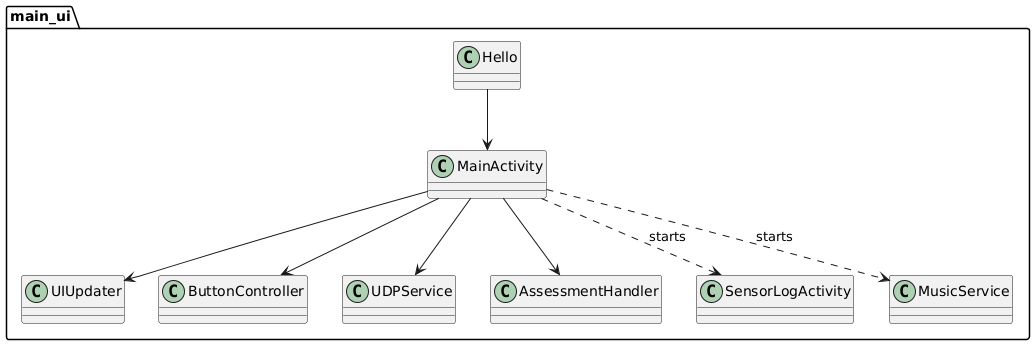 main_ui
C Hello
C MainActivity
starts
starts
C UIUpdater
C ButtonController
C UDPService
C AssessmentHandler
C SensorLogActivity
C MusicService